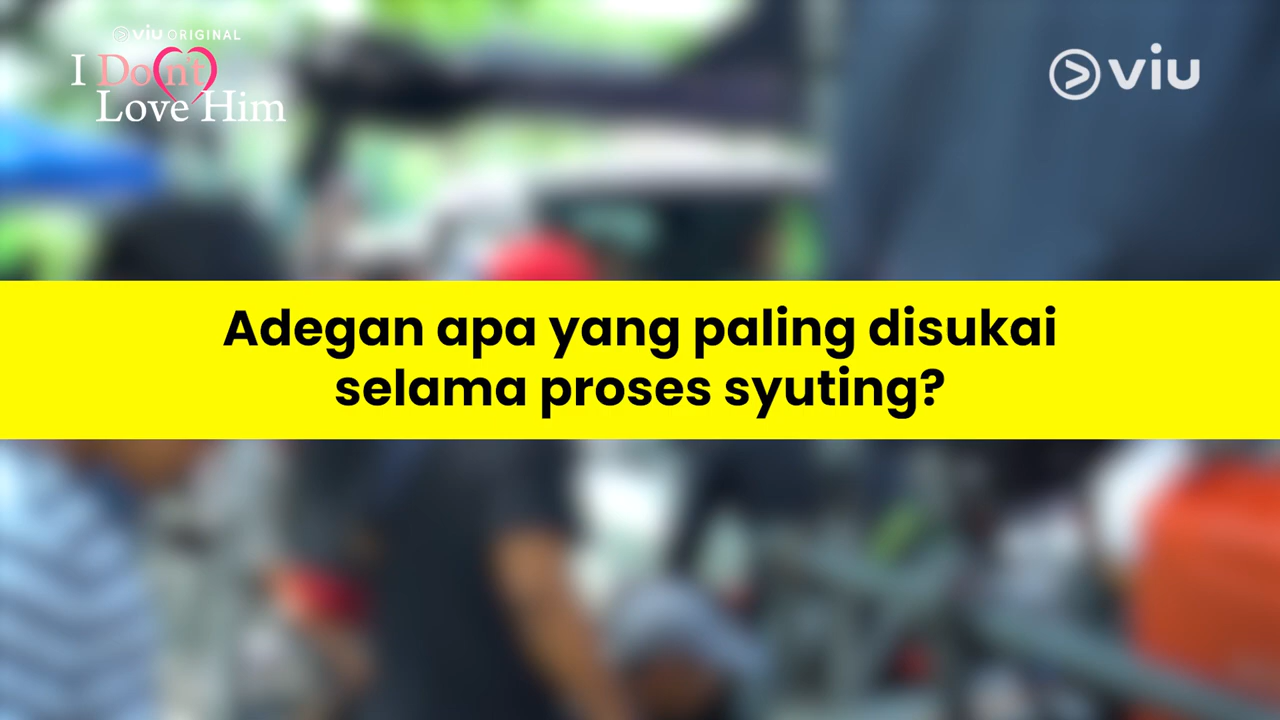 viu ORIGINAL
I Don't
Love Him
viu
Adegan apa yang paling disukai
selama proses syuting?